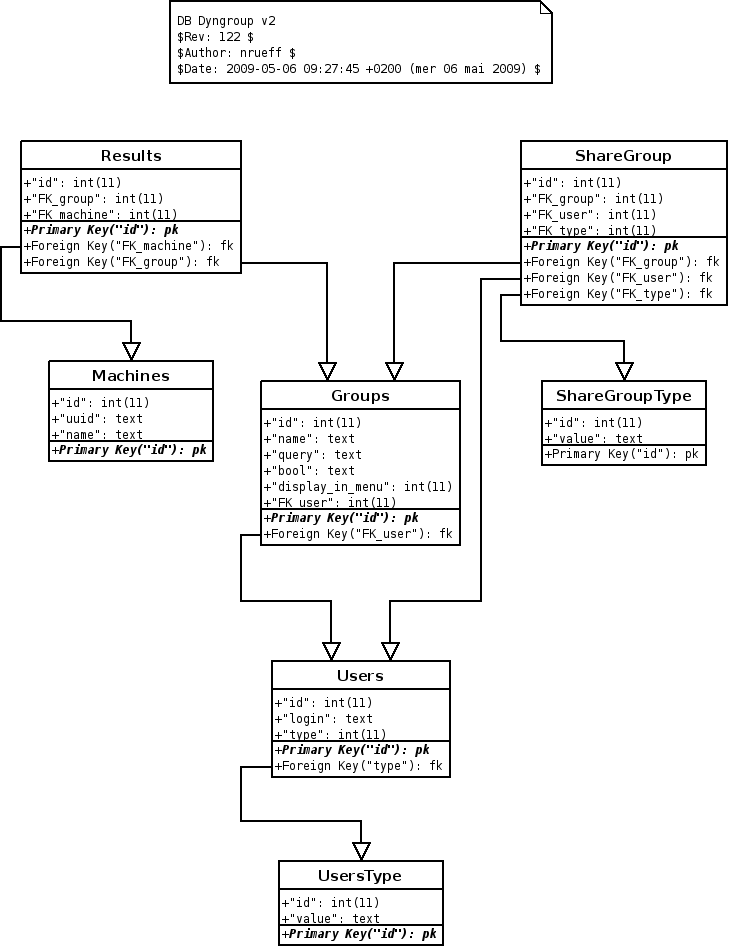 DB Dyngroup v2
$Rev: 122 $
$Author: nrueff $
$Date: 2009-05-06 09:27:45 +0200 (mer 06 mai 2009) $
Results
+"id": int(11)
+"FK_group": int(11)
+"FK_machine": int(11)
+Primary Key("id"): pk
+Foreign Key("FK_machine"): fk
+Foreign Key("FK_group"): fk
ShareGroup
+"id": int(11)
+"FK_group": int(11)
+"FK_user": int(11)
+"FK_type": int(11)
+Primary Key("id"): pk
+Foreign Key("FK_group"): fk
+Foreign Key("FK_user"): fk
+Foreign Key("FK_type"): fk
Machines
+"id": int(11)
+"uuid": text
+"name": text
+Primary Key("id"): pk
Groups
+"id": int(11)
+"name": text
+"query": text
+"bool": text
+"display_in_menu": int(11)
+"FK_user": int(11)
+Primary Key("id"): pk
+Foreign Key("FK_user"): fk
ShareGroupType
+"id": int(11)
+"value": text
+Primary Key("id"): pk
Users
+"id": int(11)
+"login": text
+"type": int(11)
+Primary Key("id"): pk
+Foreign Key("type"): fk
UsersType
+"id": int(11)
+"value": text
+Primary Key("id"): pk